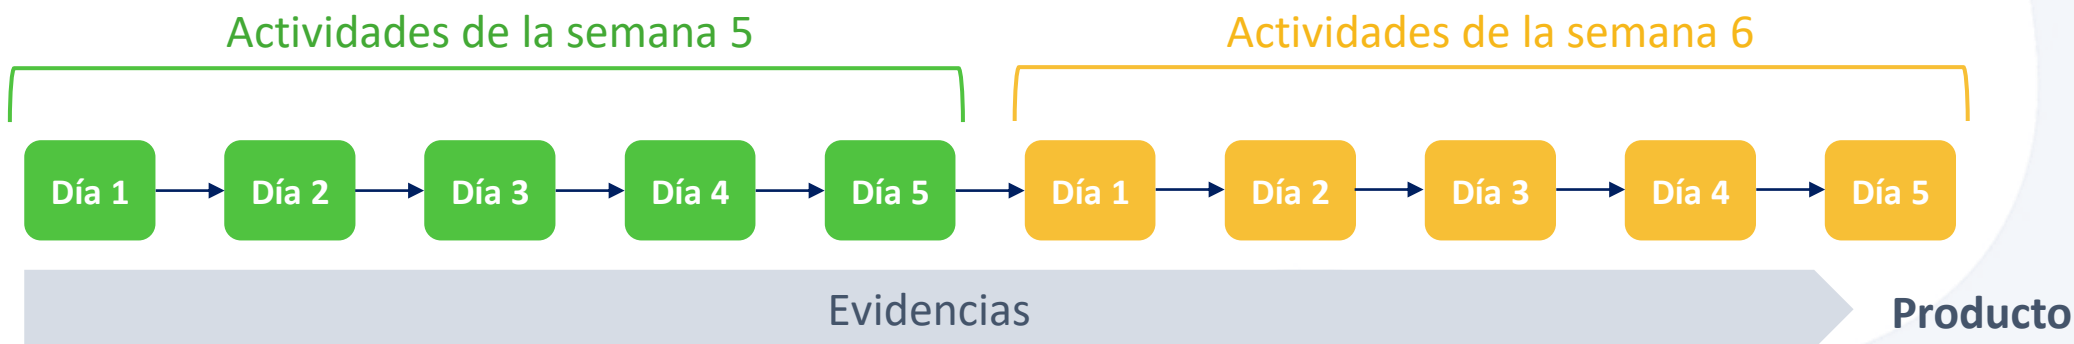 Actividades de la semana 5
Actividades de la semana 6
Día 1
Día 2
Día 3
Día 4
Día 5
Día 1
Día 2
Día 3
Día 4
Día 5
Evidencias
Producto